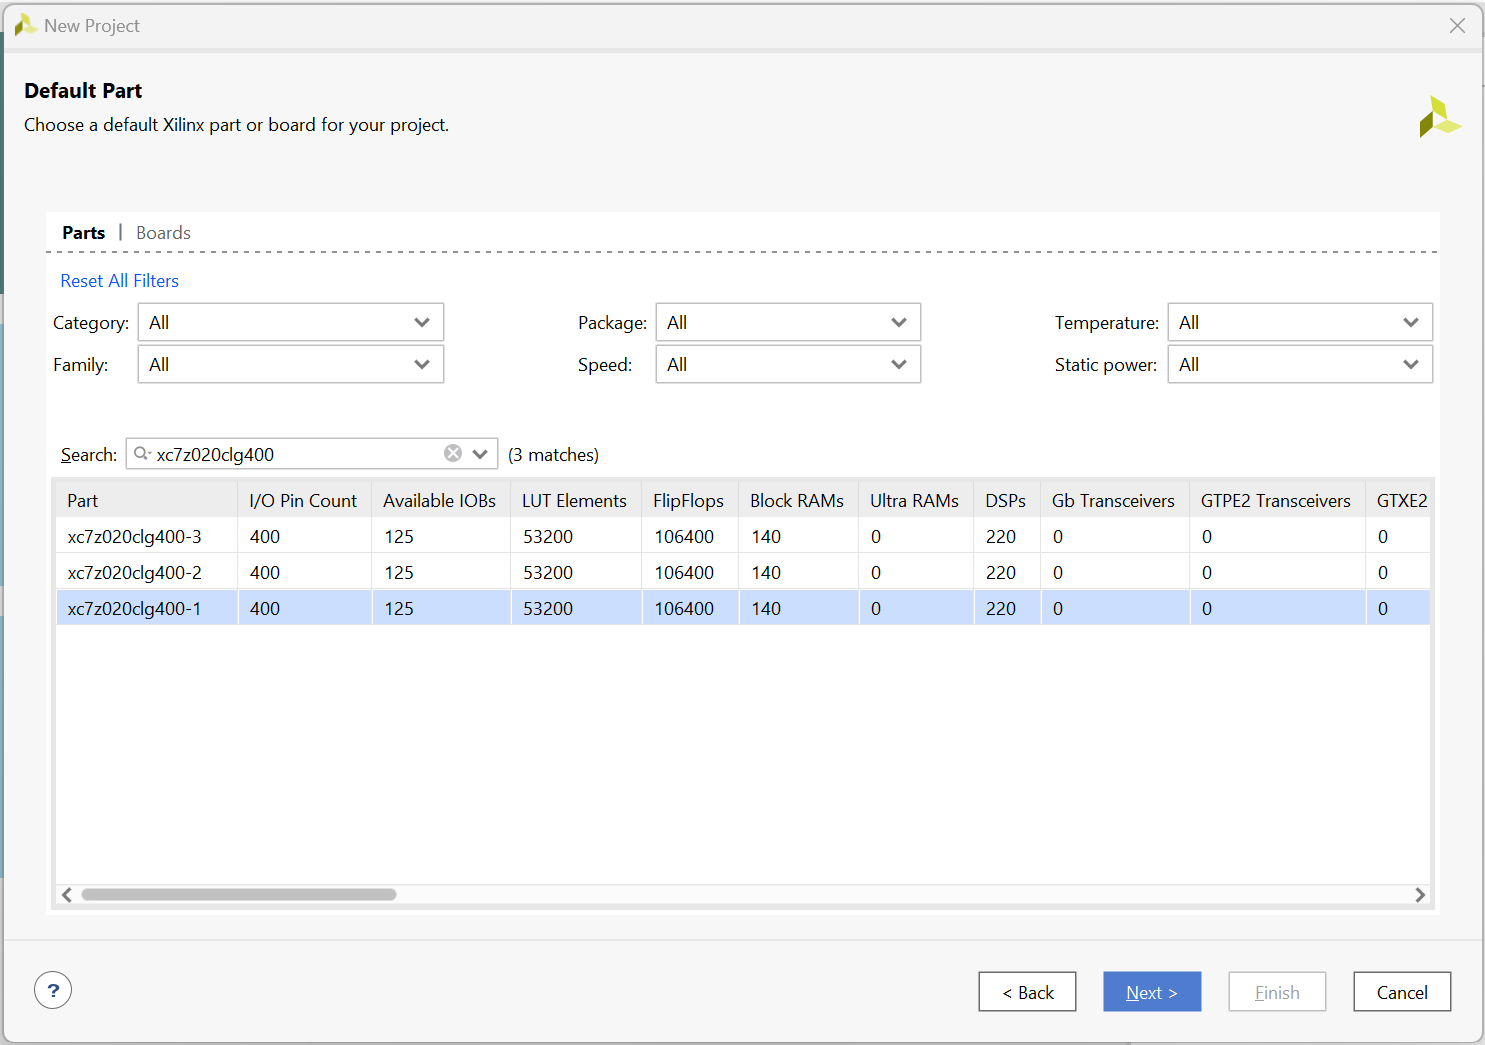 New Project
Default Part
Choose a default Xilinx part or board for your project.
Parts | Boards
Reset All Filters
Category: All Package: All Temperature: All
Family: All Speed: All Static power: All
Search: xc7z020clg400 (3 matches)
Part I/O Pin Count Available IOBs LUT Elements FlipFlops Block RAMs Ultra RAMs DSPs Gb Transceivers GTPE2 Transceivers GTXE2
xc7z020clg400-3 400 125 53200 106400 140 0 220 0 0 0
xc7z020clg400-2 400 125 53200 106400 140 0 220 0 0 0
xc7z020clg400-1 400 125 53200 106400 140 0 220 0 0 0
? < Back Next > Finish Cancel